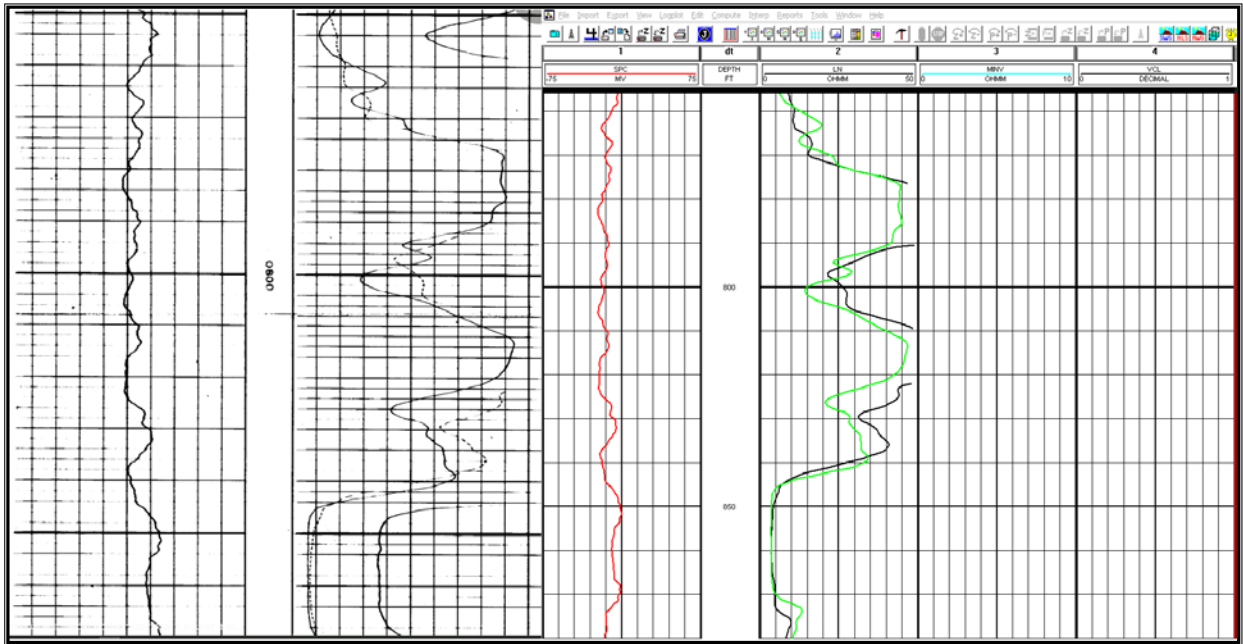 File Import Export View Logplot Edit Compute Interp Reports Tools Window Help
1 dt 2 3 4
SPC DEPTH LN MINV VCL
-75 MV 75 FT 0 OHMM 50 0 OHMM 10 0 DECIMAL 1
0800
800
850